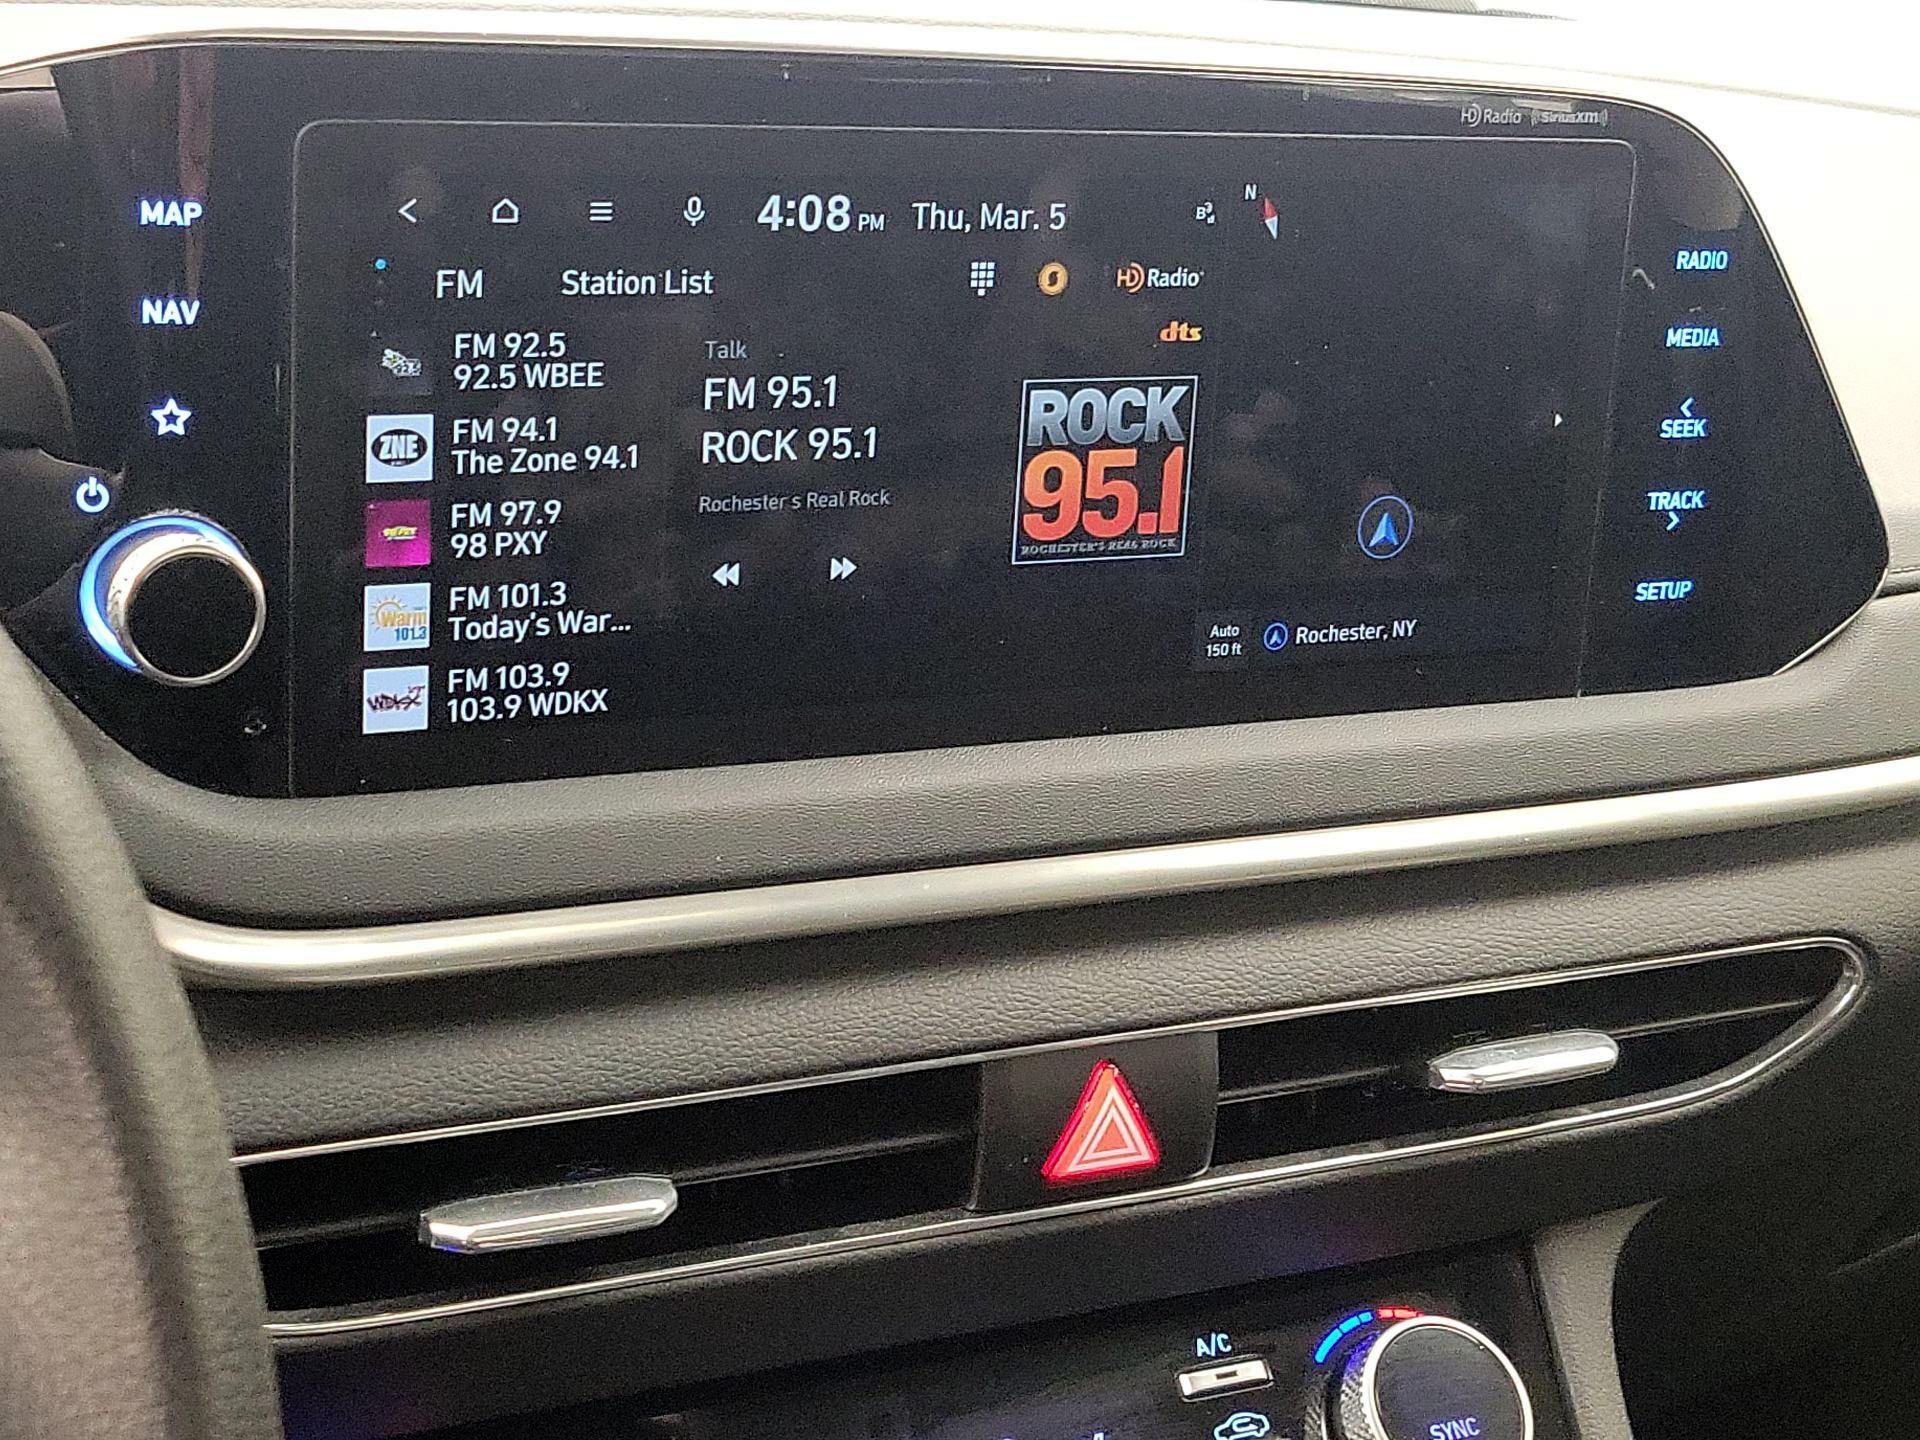 HD Radio ((SiriusXM))
MAP
NAV
4:08 PM Thu, Mar. 5
N
FM Station List HD Radio
dts
FM 92.5
92.5 WBEE
ZNE FM 94.1
The Zone 94.1
FM 97.9
98 PXY
Warm 101.3 FM 101.3
Today's War...
WDKX FM 103.9
103.9 WDKX
Talk
FM 95.1
ROCK 95.1
Rochester's Real Rock
ROCK
95.1
ROCHESTER'S REAL ROCK
Auto
150 ft
Rochester, NY
RADIO
MEDIA
<
SEEK
TRACK
>
SETUP
A/C
SYNC